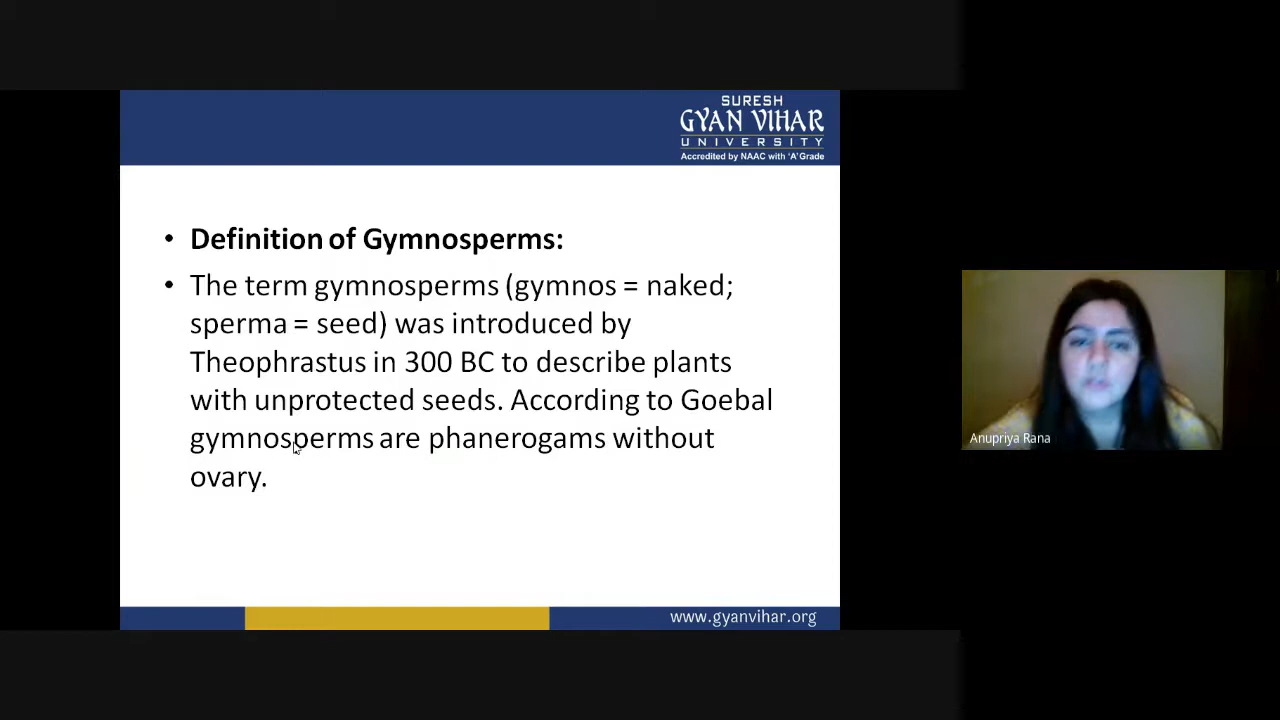 SURESH
GYAN VIHAR
UNIVERSITY
Accredited by NAAC with 'A' Grade
• Definition of Gymnosperms:
• The term gymnosperms (gymnos = naked;
sperma = seed) was introduced by
Theophrastus in 300 BC to describe plants
with unprotected seeds. According to Goebal
gymnosperms are phanerogams without
ovary.
Anupriya Rana
www.gyanvihar.org